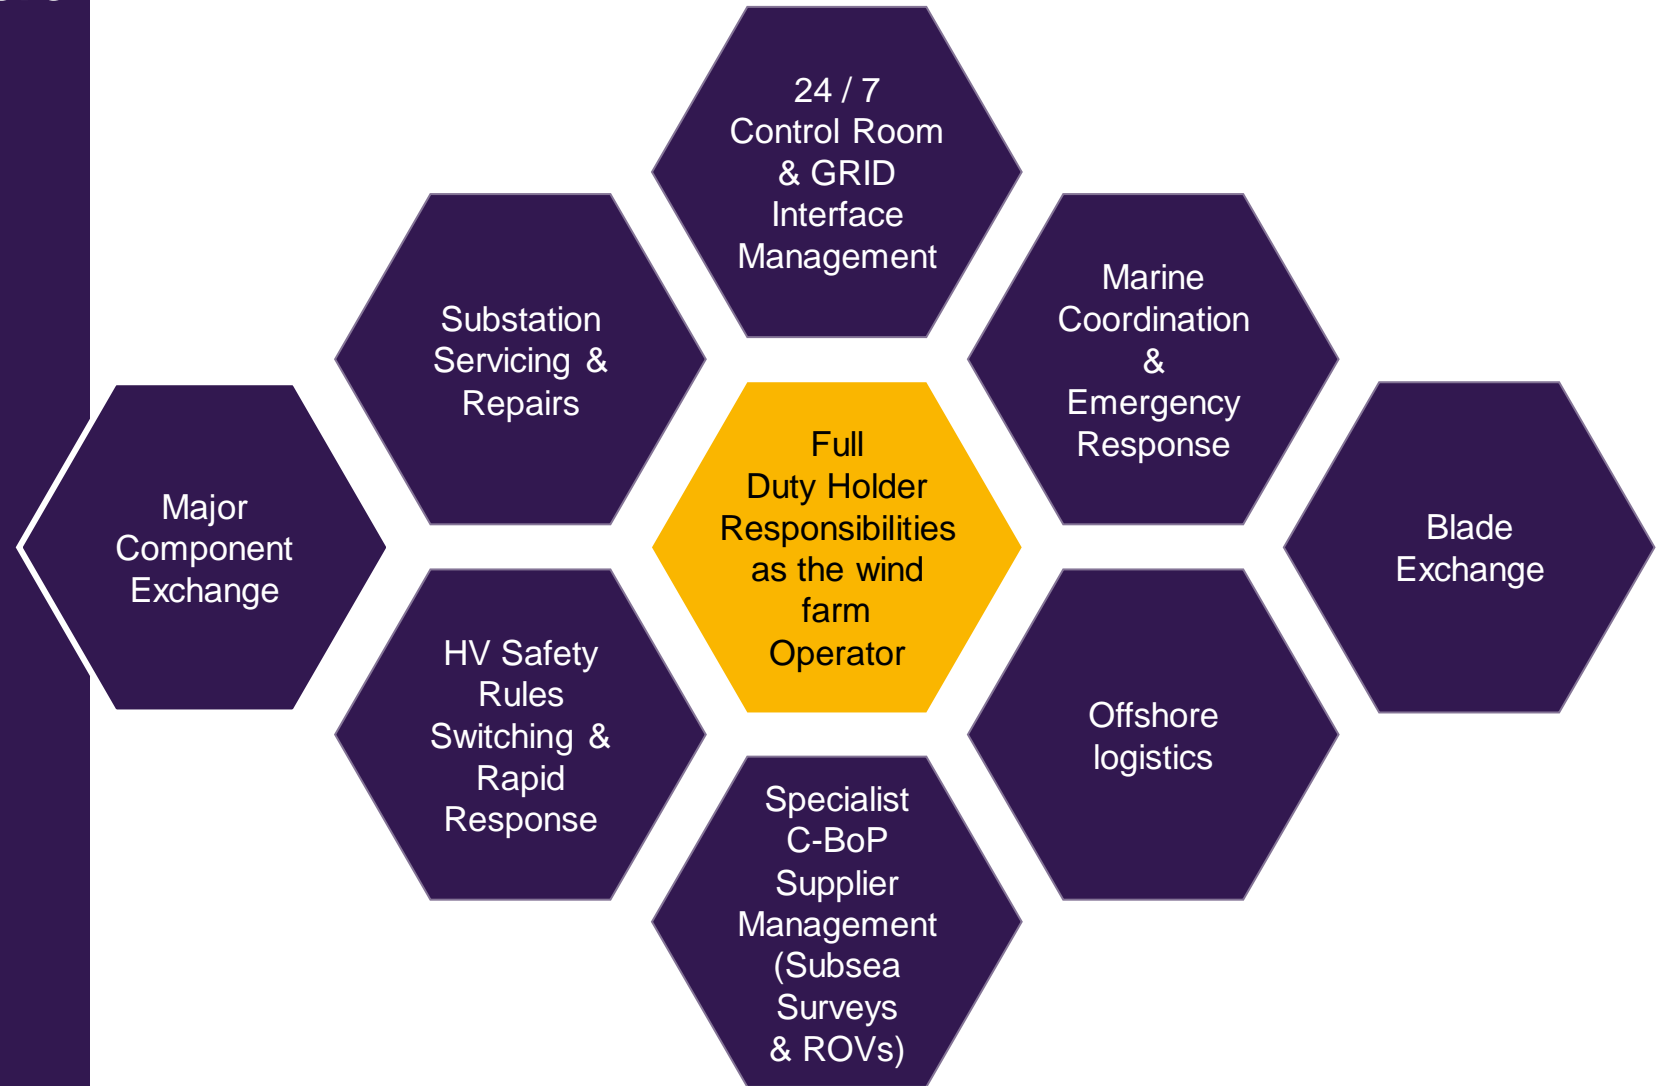 24 / 7
Control Room
& GRID
Interface
Management
Substation
Servicing &
Repairs
Marine
Coordination
&
Emergency
Response
Major
Component
Exchange
Full
Duty Holder
Responsibilities
as the wind
farm
Operator
Blade
Exchange
HV Safety
Rules
Switching &
Rapid
Response
Offshore
logistics
Specialist
C-BoP
Supplier
Management
(Subsea
Surveys
& ROVs)